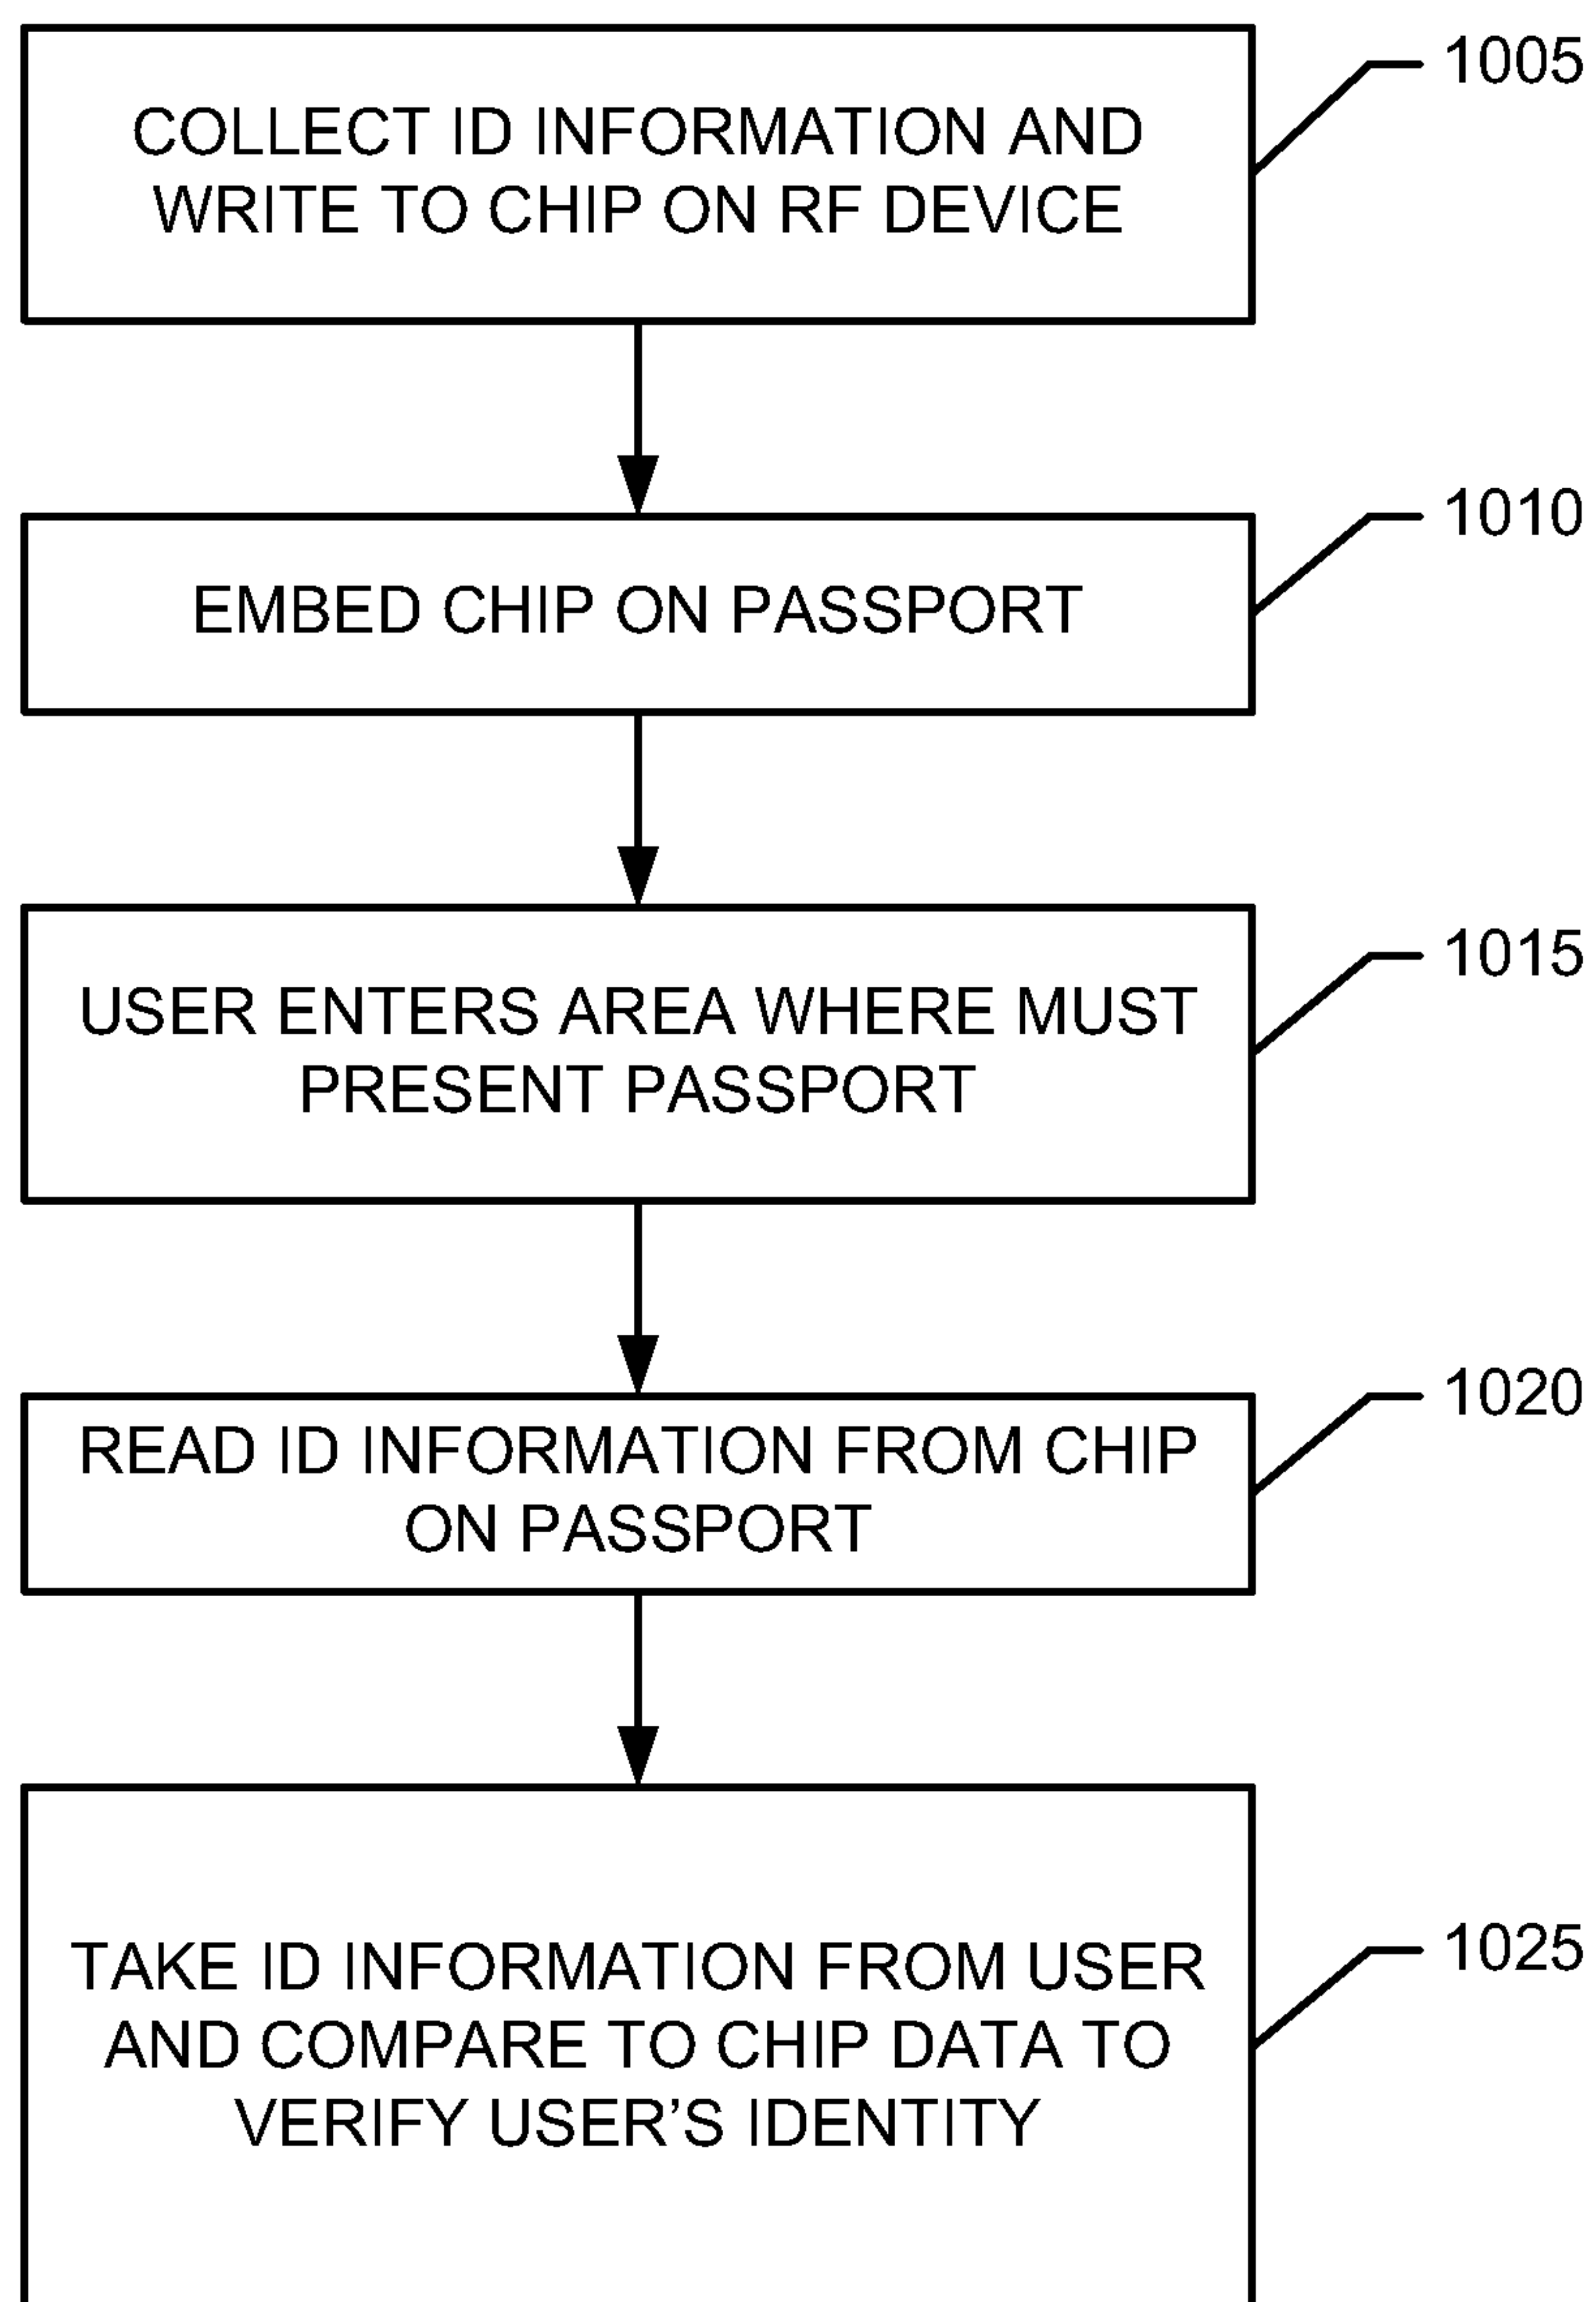 1005
COLLECT ID INFORMATION AND
WRITE TO CHIP ON RF DEVICE
1010
EMBED CHIP ON PASSPORT
1015
USER ENTERS AREA WHERE MUST
PRESENT PASSPORT
1020
READ ID INFORMATION FROM CHIP
ON PASSPORT
1025
TAKE ID INFORMATION FROM USER
AND COMPARE TO CHIP DATA TO
VERIFY USER’S IDENTITY